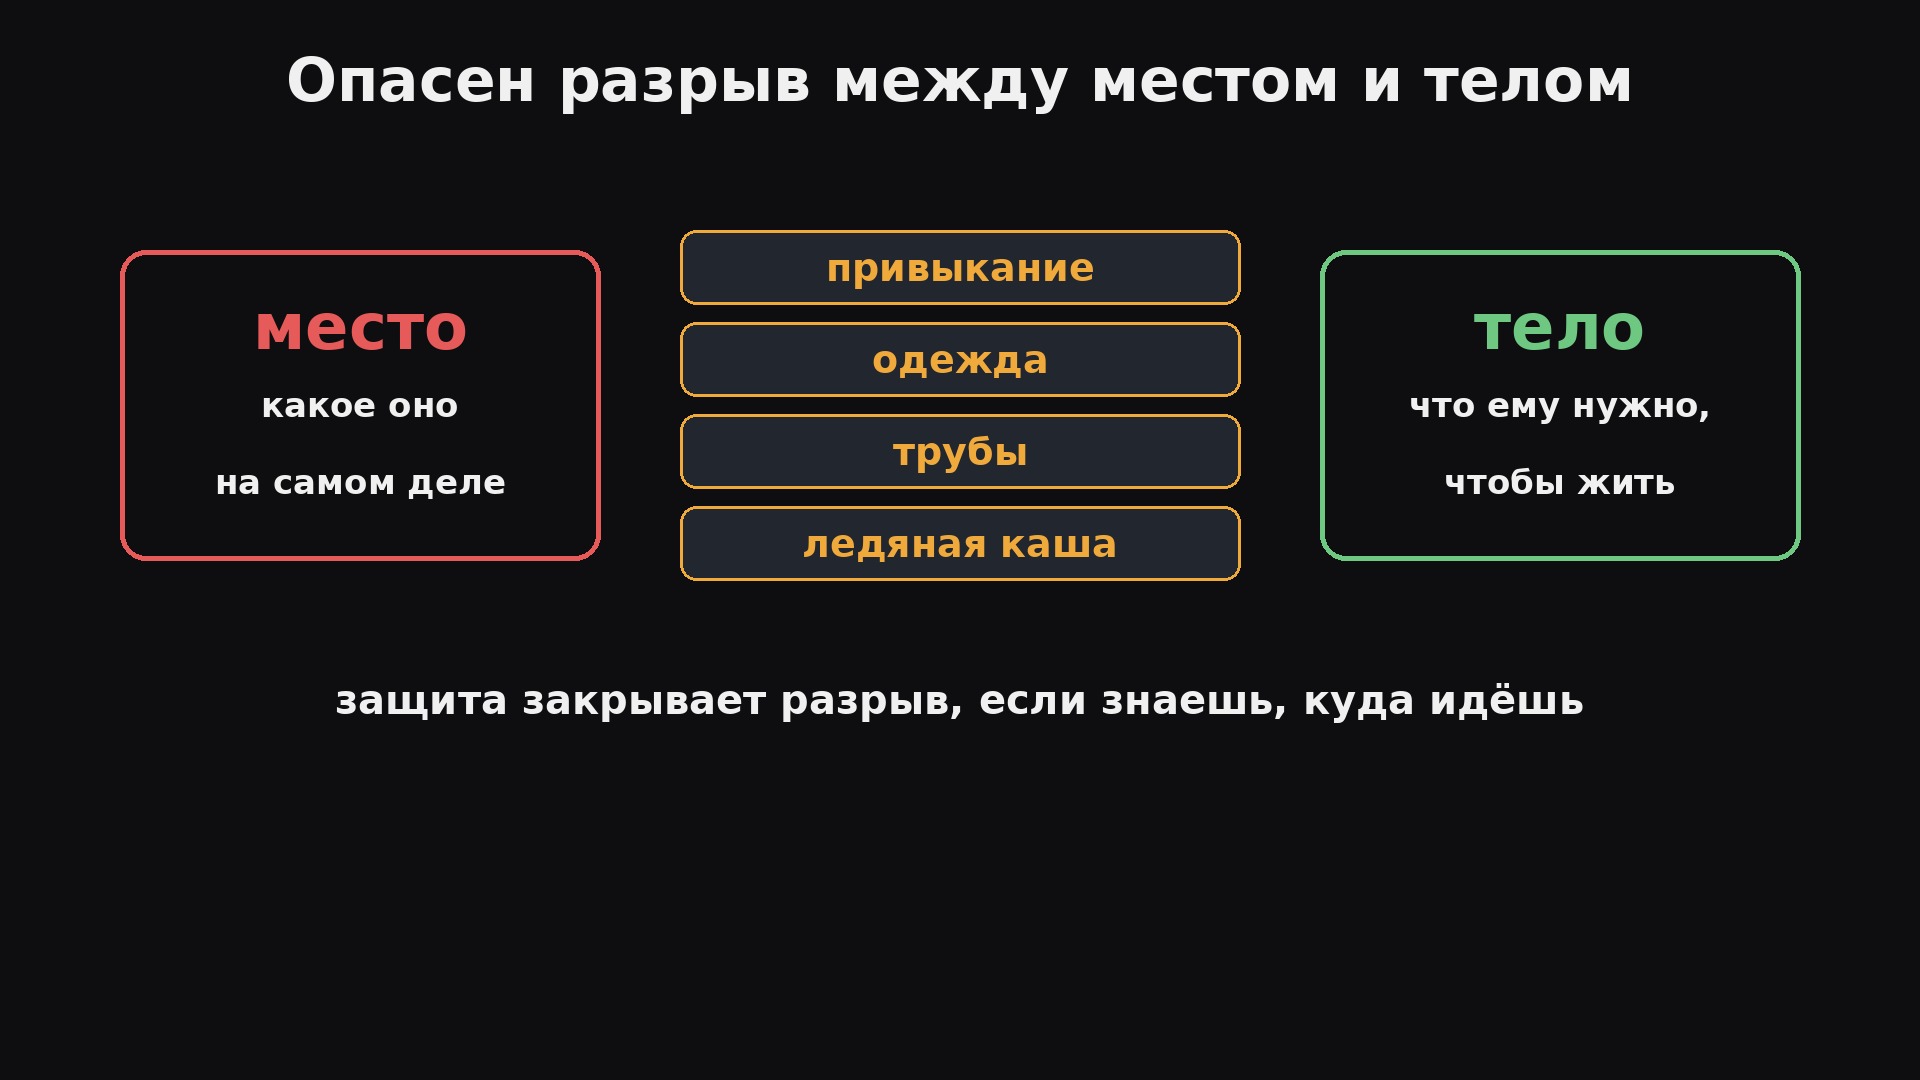 Опасен разрыв между местом и телом
место
какое оно
на самом деле
привыкание
одежда
трубы
ледяная каша
тело
что ему нужно,
чтобы жить
защита закрывает разрыв, если знаешь, куда идёшь